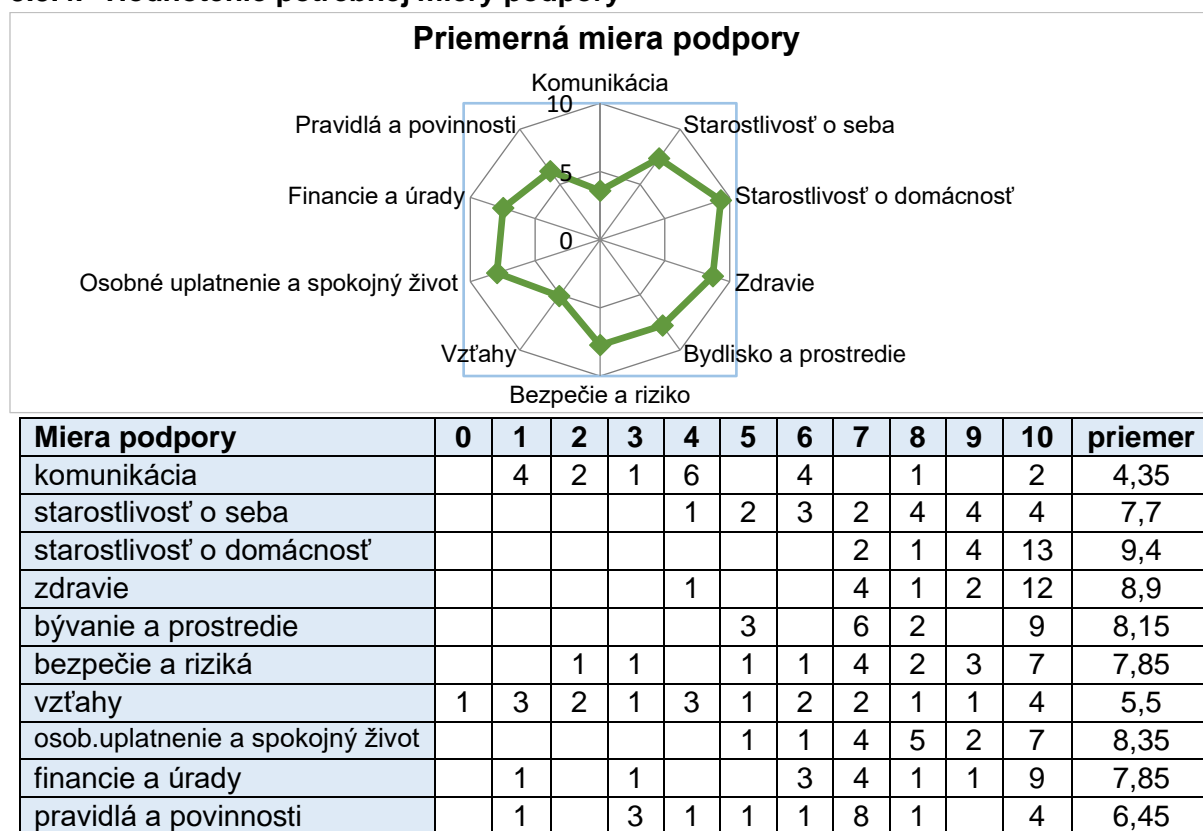 Priemerná miera podpory
Komunikácia
10
Pravidlá a povinnosti
Starostlivosť o seba
5
Financie a úrady
Starostlivosť o domácnosť
0
Osobné uplatnenie a spokojný život
Zdravie
Vzťahy
Bydlisko a prostredie
Bezpečie a riziko
Miera podpory 0 1 2 3 4 5 6 7 8 9 10 priemer
komunikácia 4 2 1 6 4 1 2 4,35
starostlivosť o seba 1 2 3 2 4 4 4 7,7
starostlivosť o domácnosť 2 1 4 13 9,4
zdravie 1 4 1 2 12 8,9
bývanie a prostredie 3 6 2 9 8,15
bezpečie a riziká 1 1 1 1 4 2 3 7 7,85
vzťahy 1 3 2 1 3 1 2 2 1 1 4 5,5
osob.uplatnenie a spokojný život 1 1 4 5 2 7 8,35
financie a úrady 1 1 3 4 1 1 9 7,85
pravidlá a povinnosti 1 3 1 1 1 8 1 4 6,45